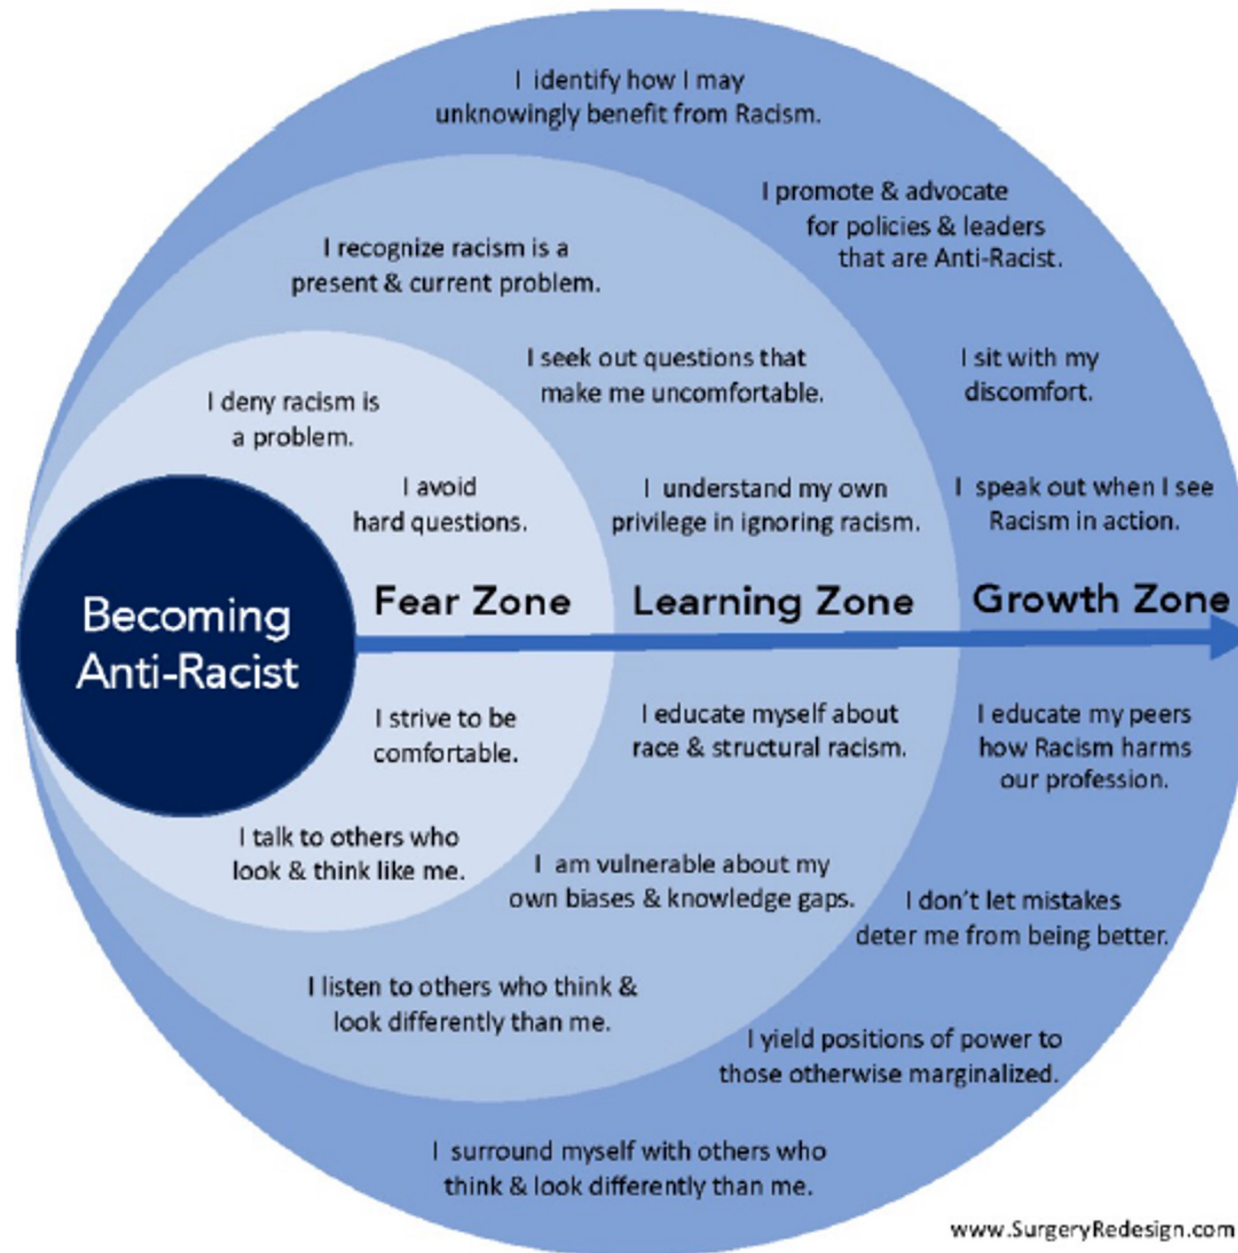 I identify how I may
unknowingly benefit from Racism.
I promote & advocate
for policies & leaders
that are Anti-Racist.
I recognize racism is a
present & current problem.
I seek out questions that
make me uncomfortable.
I sit with my
discomfort.
I deny racism is
a problem.
I avoid
hard questions.
I understand my own
privilege in ignoring racism.
I speak out when I see
Racism in action.
Becoming
Anti-Racist
Fear Zone
Learning Zone
Growth Zone
I strive to be
comfortable.
I educate myself about
race & structural racism.
I educate my peers
how Racism harms
our profession.
I talk to others who
look & think like me.
I am vulnerable about my
own biases & knowledge gaps.
I don't let mistakes
deter me from being better.
I listen to others who think &
look differently than me.
I yield positions of power to
those otherwise marginalized.
I surround myself with others who
think & look differently than me.
www.SurgeryRedesign.com